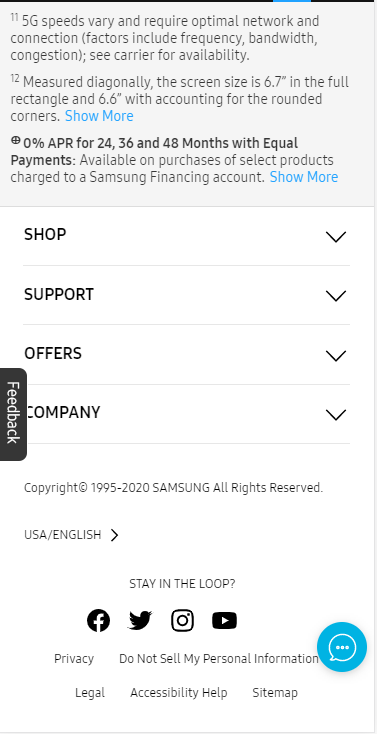 11 5G speeds vary and require optimal network and
connection (factors include frequency, bandwidth,
congestion); see carrier for availability.
12 Measured diagonally, the screen size is 6.7” in the full
rectangle and 6.6” with accounting for the rounded
corners. Show More
⊕ 0% APR for 24, 36 and 48 Months with Equal
Payments: Available on purchases of select products
charged to a Samsung Financing account. Show More
SHOP
SUPPORT
OFFERS
Feedback
COMPANY
Copyright© 1995-2020 SAMSUNG All Rights Reserved.
USA/ENGLISH
STAY IN THE LOOP?
Privacy Do Not Sell My Personal Information
Legal Accessibility Help Sitemap